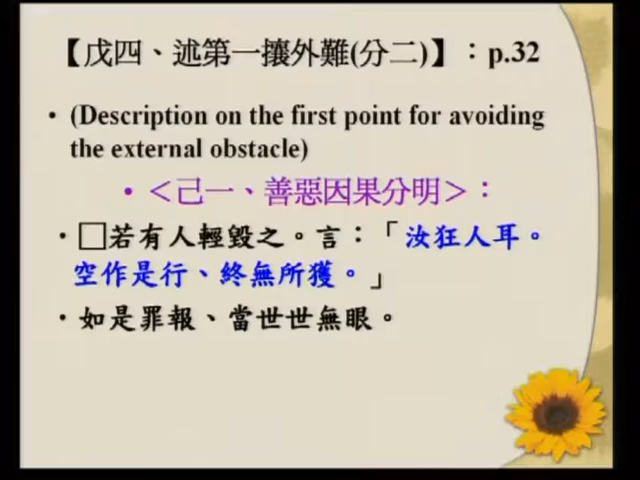 【戊四、述第一攘外難(分二)】：p.32
• (Description on the first point for avoiding
the external obstacle)
• ＜己一、善惡因果分明＞：
• □若有人輕毀之。言：「汝狂人耳。
空作是行、終無所獲。」
• 如是罪報、當世世無眼。